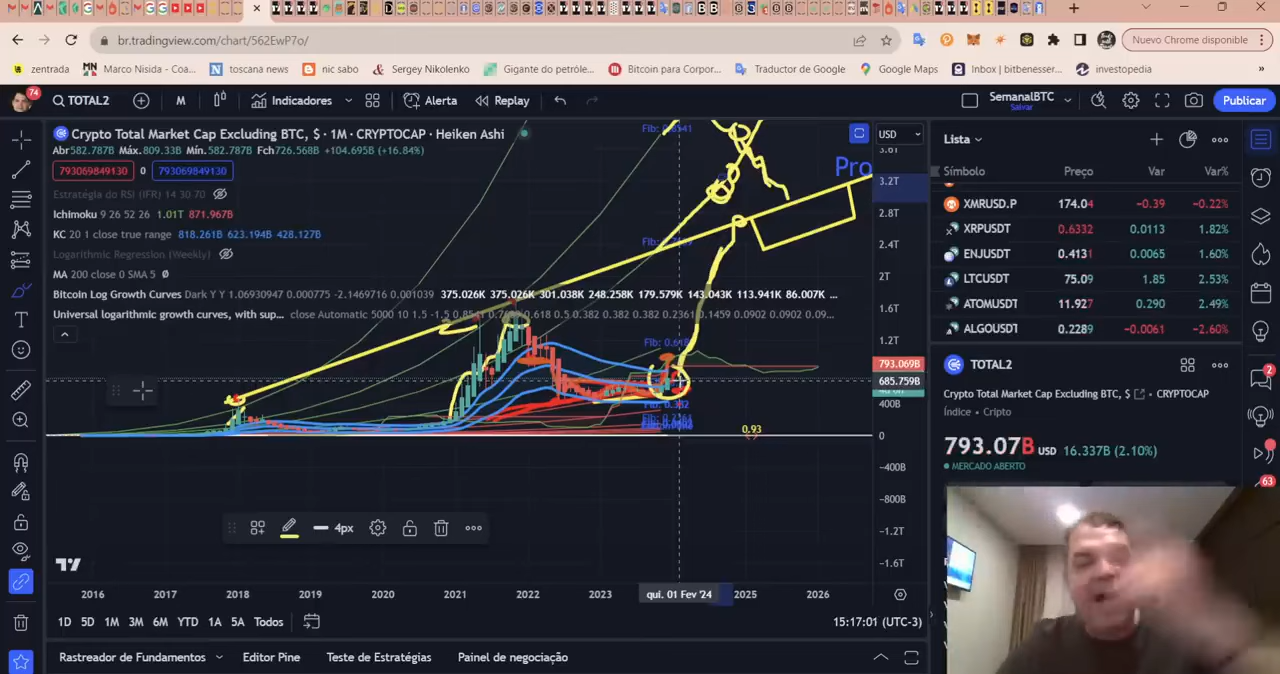 br.tradingview.com/chart/562EwP7o/
Nuevo Chrome disponible
zentrada
Marco Nisida - Coa...
toscana news
nic sabo
Sergey Nikolenko
Gigante do petróle...
Bitcoin para Corpor...
Traductor de Google
Google Maps
Inbox | bitbenesser...
investopedia
»
74
TOTAL2
M
Indicadores
Alerta
Replay
SemanalBTC
Salvar
Publicar
Crypto Total Market Cap Excluding BTC, $ · 1M · CRYPTOCAP · Heiken Ashi
Abr582.787B Máx.809.33B Mín.582.787B Fch726.568B +104.695B (+16.84%)
793069849130 0 793069849130
Estratégia do RSI (IFR) 14 30 70
Ichimoku 9 26 52 26 1.01T 871.967B
KC 20 1 close true range 818.261B 623.194B 428.127B
Logarithmic Regression (Weekly)
MA 200 close 0 SMA 5 Ø
Bitcoin Log Growth Curves Dark Y Y 1.06930947 0.000775 -2.1469716 0.001039 375.026K 375.026K 301.038K 248.258K 179.579K 143.043K 113.941K 86.007K ...
Pro
0.93
USD
3.6T
3.2T
2.8T
2.4T
2T
1.6T
1.2T
793.069B
685.759B
400B
0
−400B
−800B
−1.2T
−1.6T
4px
2016 2017 2018 2019 2020 2021 2022 2023 qui. 01 Fev '24 2025 2026
1D 5D 1M 3M 6M YTD 1A 5A Todos
15:17:01 (UTC-3)
Rastreador de Fundamentos
Editor Pine
Teste de Estratégias
Painel de negociação
Lista
Símbolo Preço Var Var%
XMRUSD.P 174.04 −0.39 −0.22%
XRPUSDT 0.6332 0.0113 1.82%
ENJUSDT 0.4131 0.0065 1.60%
LTCUSDT 75.09 1.85 2.53%
ATOMUSDT 11.927 0.290 2.49%
ALGOUSDT 0.2289 −0.0061 −2.60%
TOTAL2
Crypto Total Market Cap Excluding BTC, $ • CRYPTOCAP
Índice • Cripto
793.07B USD 16.337B (2.10%)
MERCADO ABERTO
2
63